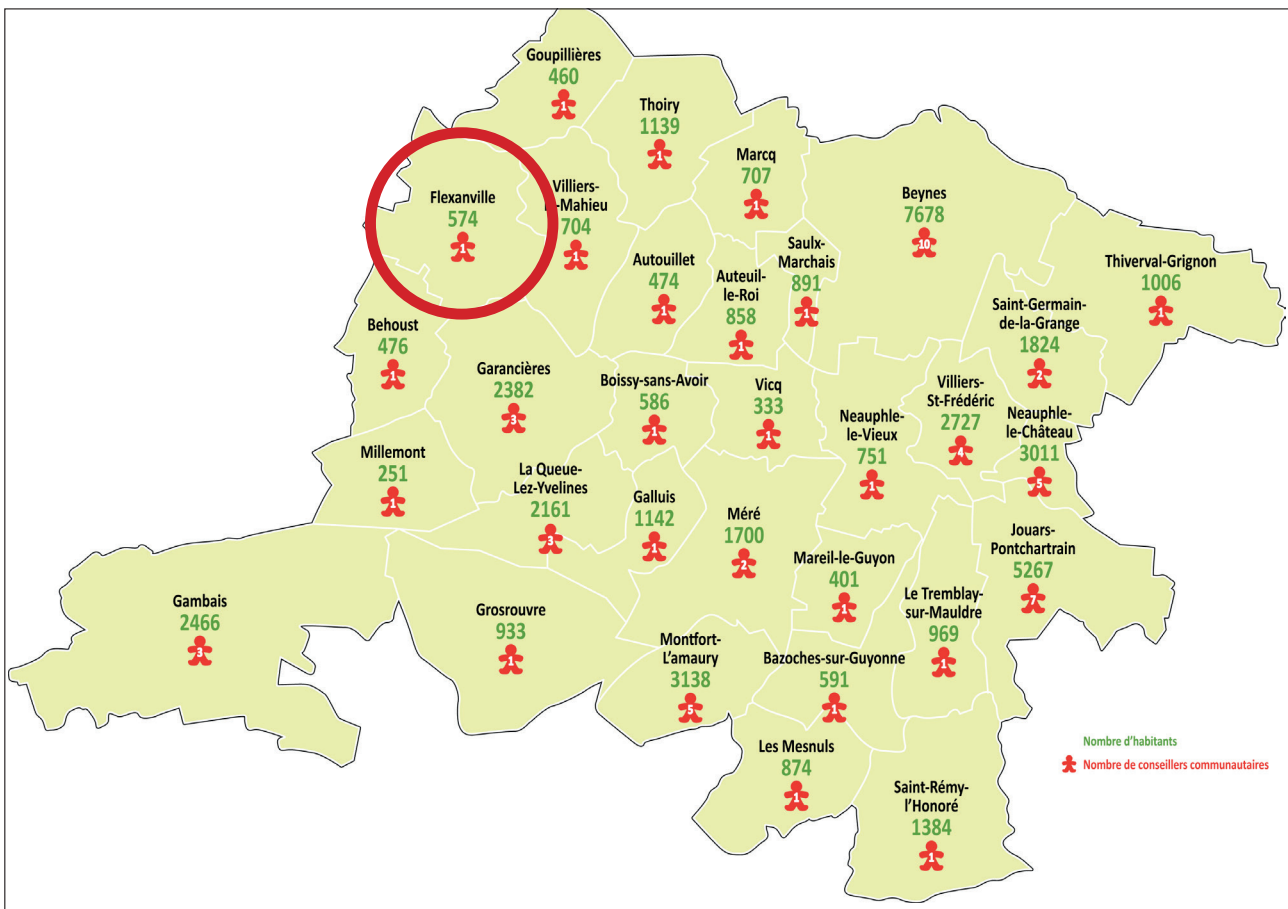 Goupillières
460
1
Thoiry
1139
1
Marcq
707
1
Beynes
7678
10
Flexanville
574
1
Villiers-
-Mahieu
704
1
Autouillet
474
1
Auteuil-
le-Roi
858
1
Saulx-
Marchais
891
1
Thiverval-Grignon
1006
1
Saint-Germain-
de-la-Grange
1824
2
Behoust
476
1
Garancières
2382
3
Boissy-sans-Avoir
586
1
Vicq
333
1
Neauphle-
le-Vieux
751
1
Villiers-
St-Frédéric
2727
4
Neauphle-
le-Château
3011
5
Millemont
251
1
La Queue-
Lez-Yvelines
2161
3
Galluis
1142
1
Méré
1700
2
Mareil-le-Guyon
401
1
Le Tremblay-
sur-Mauldre
969
1
Jouars-
Pontchartrain
5267
7
Gambais
2466
3
Grosrouvre
933
1
Montfort-
L'amaury
3138
5
Bazoches-sur-Guyonne
591
1
Les Mesnuls
874
1
Saint-Rémy-
l'Honoré
1384
1
Nombre d'habitants
Nombre de conseillers communautaires